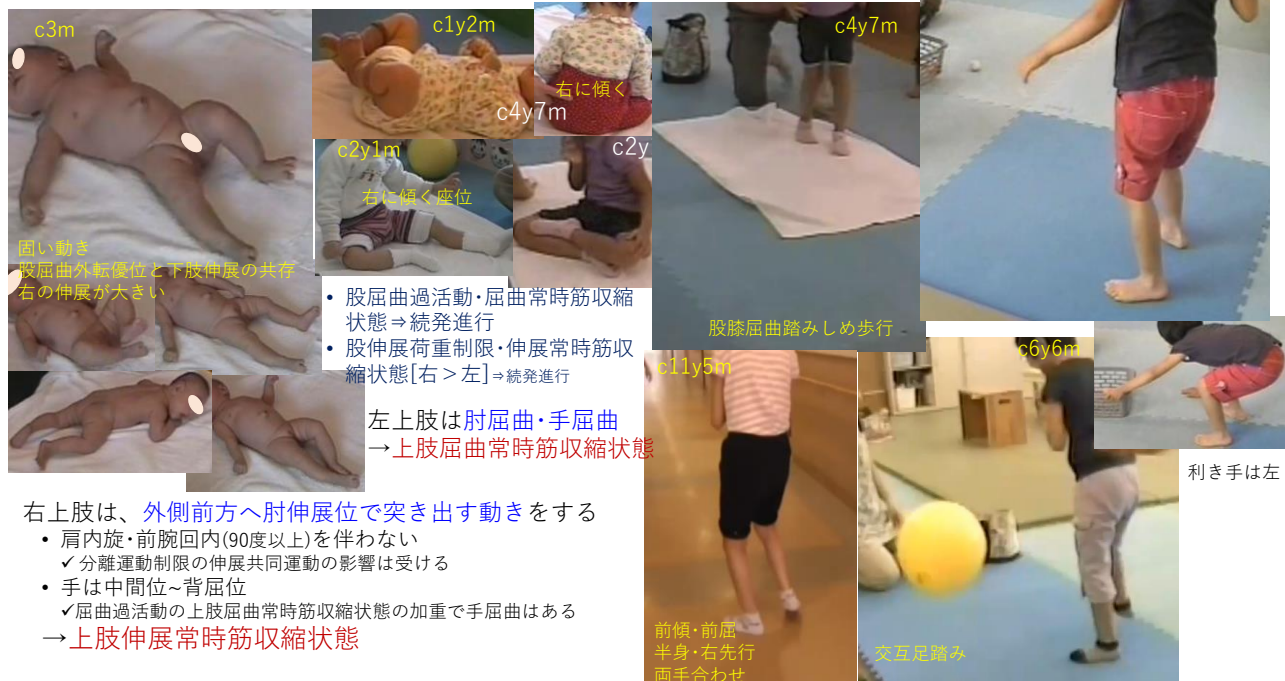 c3m
固い動き
股屈曲外転優位と下肢伸展の共存
右の伸展が大きい
c1y2m
右に傾く
c4y7m
c2y1m
右に傾く座位
c2y
• 股屈曲過活動・屈曲常時筋収縮
状態⇒続発進行
• 股伸展荷重制限・伸展常時筋収
縮状態[右＞左]⇒続発進行
左上肢は肘屈曲・手屈曲
→上肢屈曲常時筋収縮状態
右上肢は、外側前方へ肘伸展位で突き出す動きをする
• 肩内旋・前腕回内(90度以上)を伴わない
✓分離運動制限の伸展共同運動の影響は受ける
• 手は中間位~背屈位
✓屈曲過活動の上肢屈曲常時筋収縮状態の加重で手屈曲はある
→上肢伸展常時筋収縮状態
c4y7m
股膝屈曲踏みしめ歩行
c11y5m
前傾・前屈
半身・右先行
両手合わせ
c6y6m
交互足踏み
利き手は左